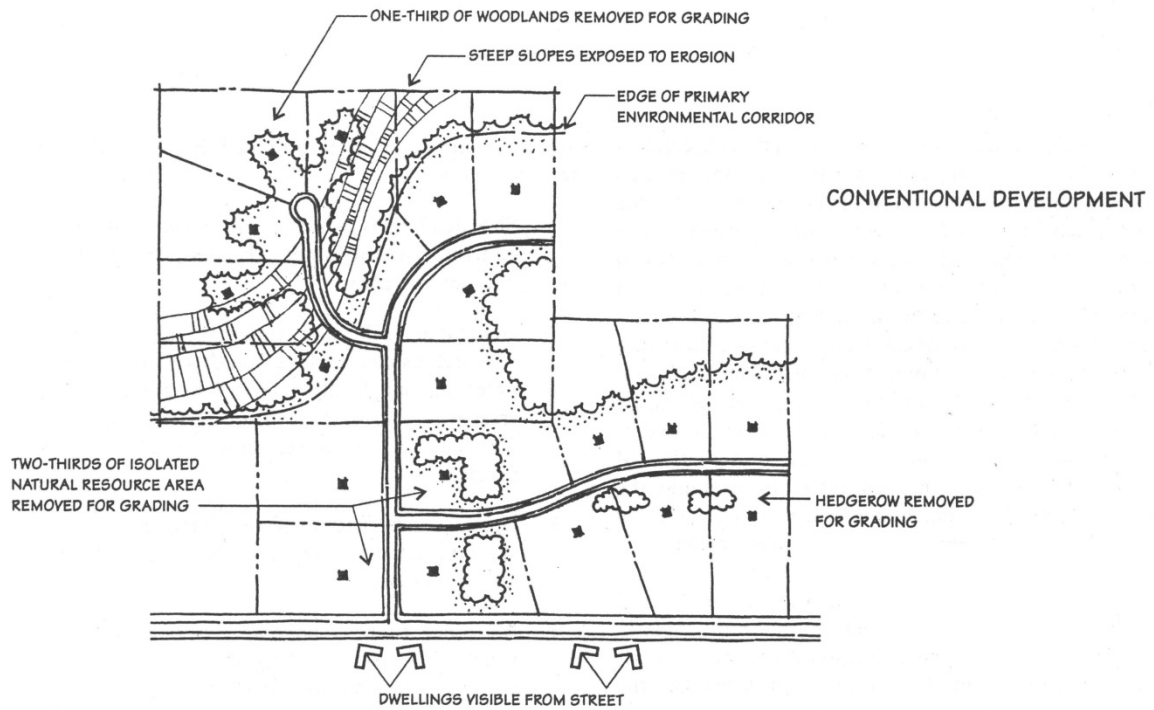 ONE-THIRD OF WOODLANDS REMOVED FOR GRADING
STEEP SLOPES EXPOSED TO EROSION
EDGE OF PRIMARY
ENVIRONMENTAL CORRIDOR
CONVENTIONAL DEVELOPMENT
TWO-THIRDS OF ISOLATED
NATURAL RESOURCE AREA
REMOVED FOR GRADING
HEDGEROW REMOVED
FOR GRADING
DWELLINGS VISIBLE FROM STREET